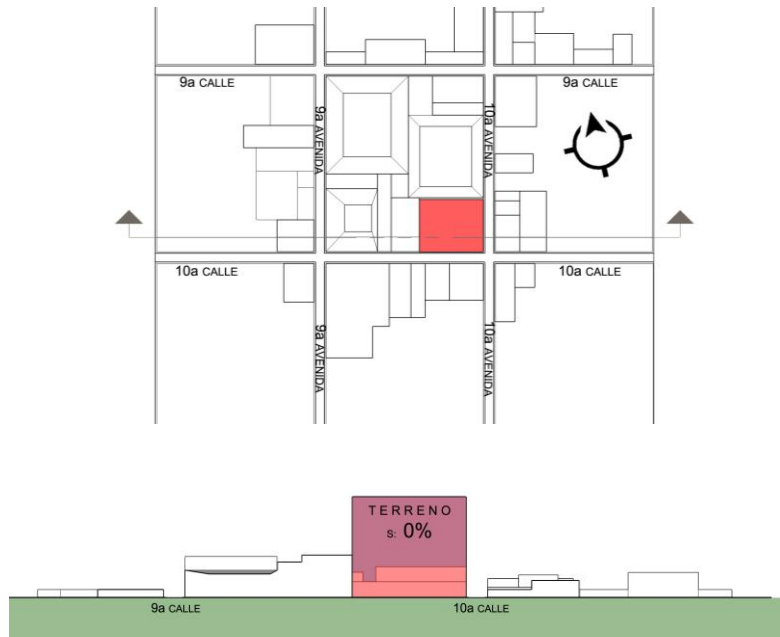 9a CALLE
9a CALLE
9a AVENIDA
10a AVENIDA
10a CALLE
10a CALLE
9a AVENIDA
10a AVENIDA
TERRENO
S: 0%
9a CALLE
10a CALLE